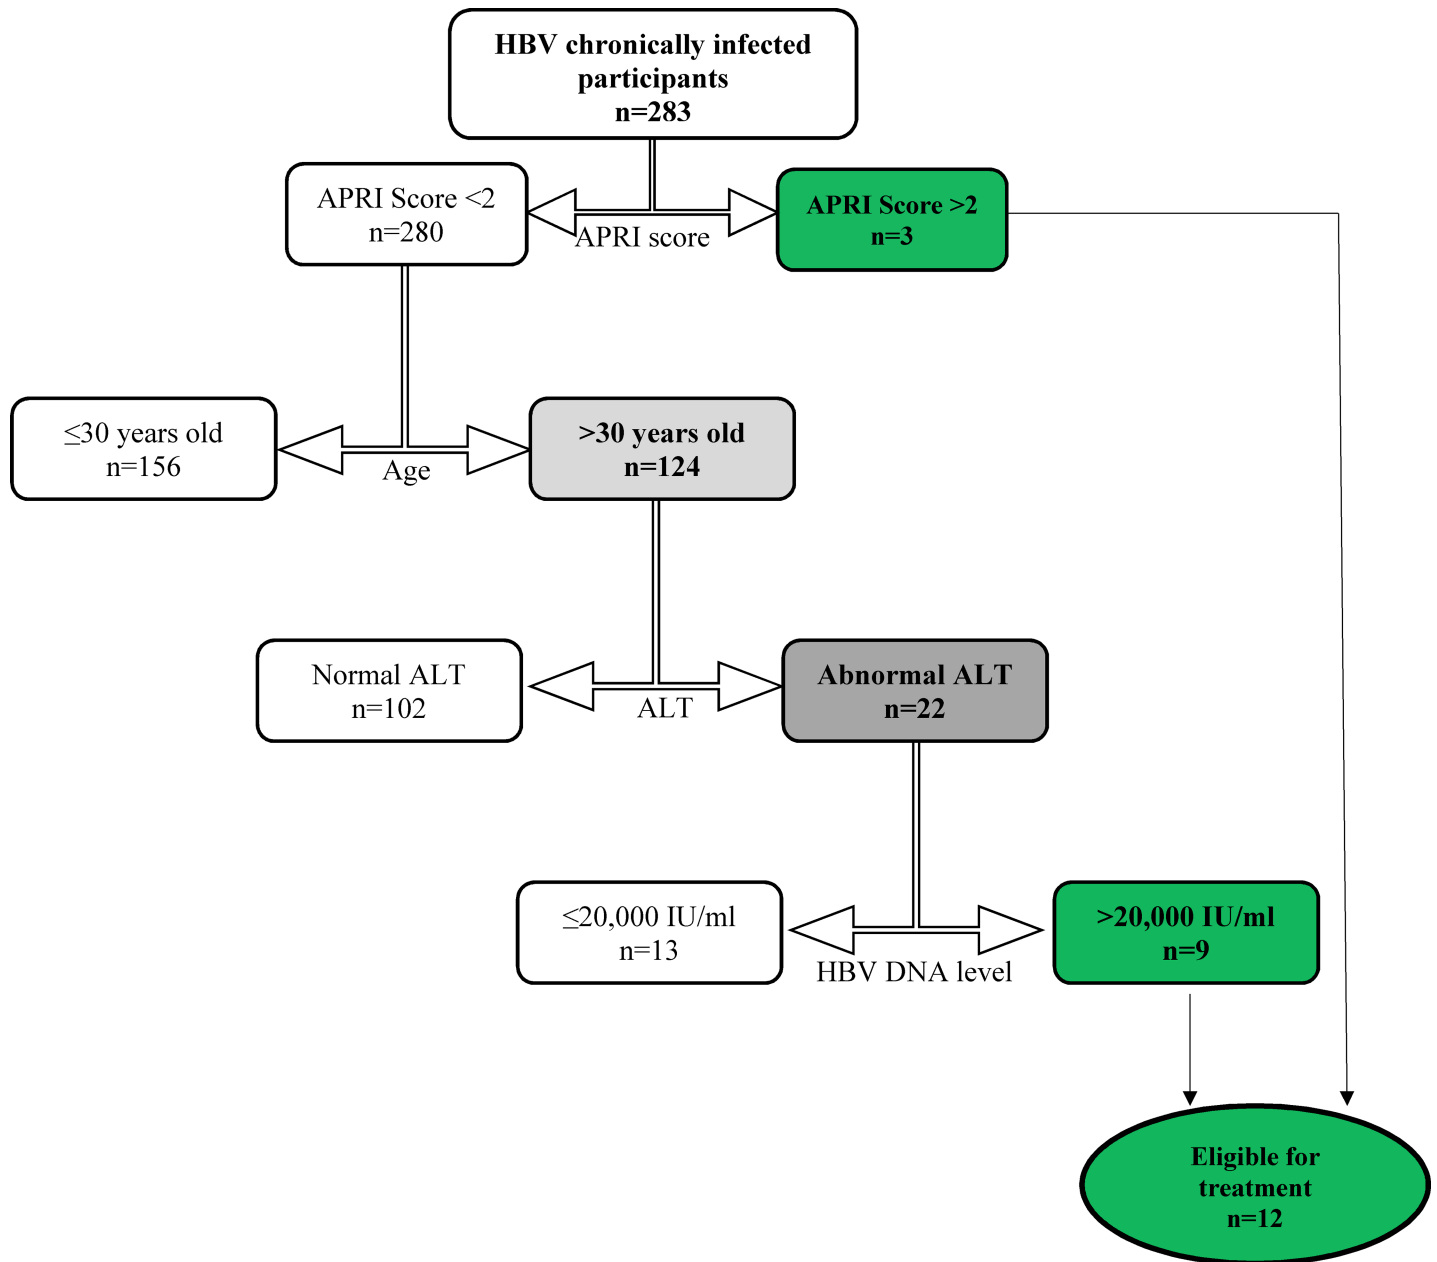 HBV chronically infected
participants
n=283
APRI Score <2
n=280
APRI score
APRI Score >2
n=3
≤30 years old
n=156
Age
>30 years old
n=124
Normal ALT
n=102
ALT
Abnormal ALT
n=22
≤20,000 IU/ml
n=13
HBV DNA level
>20,000 IU/ml
n=9
Eligible for
treatment
n=12